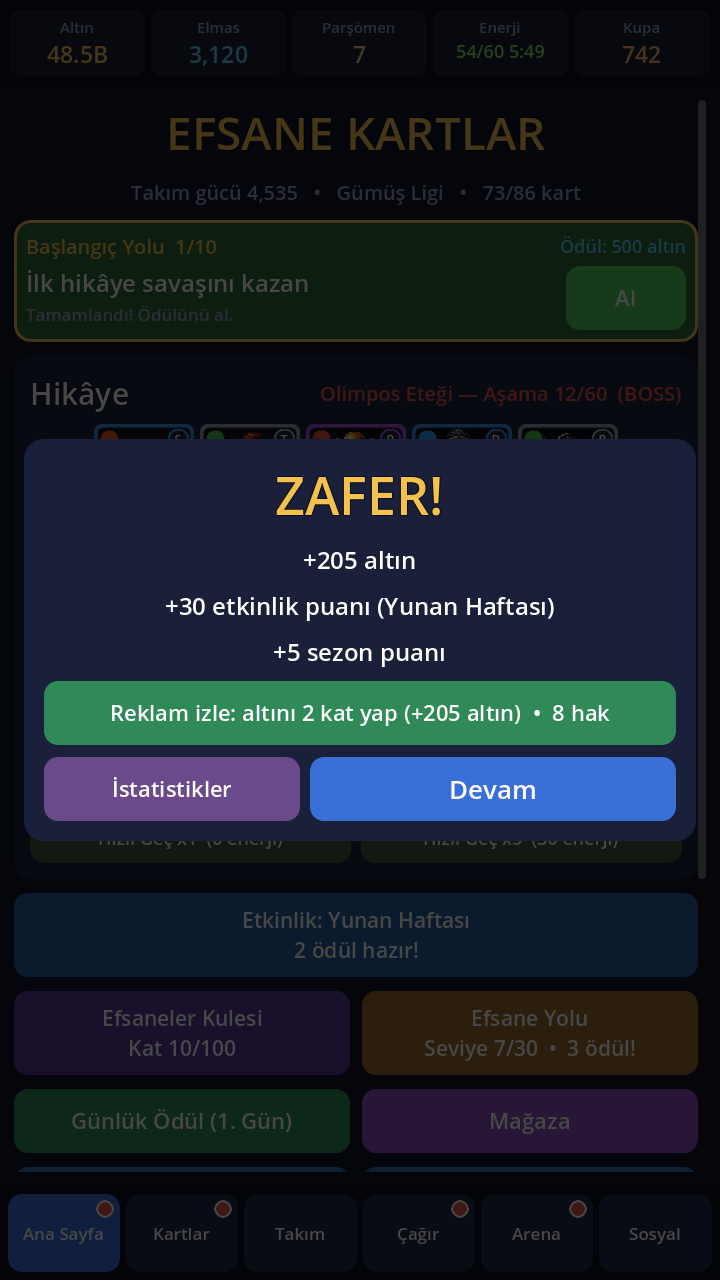 Altın Elmas Parşömen Enerji Kupa
48.5B 3,120 7 54/60 5:49 742
EFSANE KARTLAR
Takım gücü 4,535 • Gümüş Ligi • 73/86 kart
Başlangıç Yolu 1/10 Ödül: 500 altın
İlk hikâye savaşını kazan
Al
Tamamlandı! Ödülünü al.
Hikâye Olimpos Eteği — Aşama 12/60 (BOSS)
ZAFER!
+205 altın
+30 etkinlik puanı (Yunan Haftası)
+5 sezon puanı
Reklam izle: altını 2 kat yap (+205 altın) • 8 hak
İstatistikler Devam
Etkinlik: Yunan Haftası
2 ödül hazır!
Efsaneler Kulesi Efsane Yolu
Kat 10/100 Seviye 7/30 • 3 ödül!
Günlük Ödül (1. Gün) Mağaza
Ana Sayfa Kartlar Takım Çağır Arena Sosyal